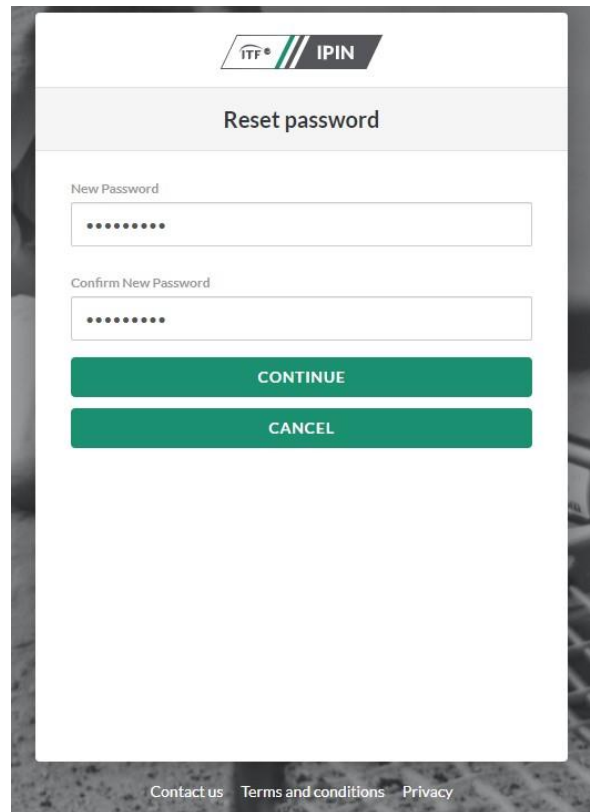 ITF® IPIN
Reset password
New Password
•••••••••
Confirm New Password
•••••••••
CONTINUE
CANCEL
Contact us Terms and conditions Privacy